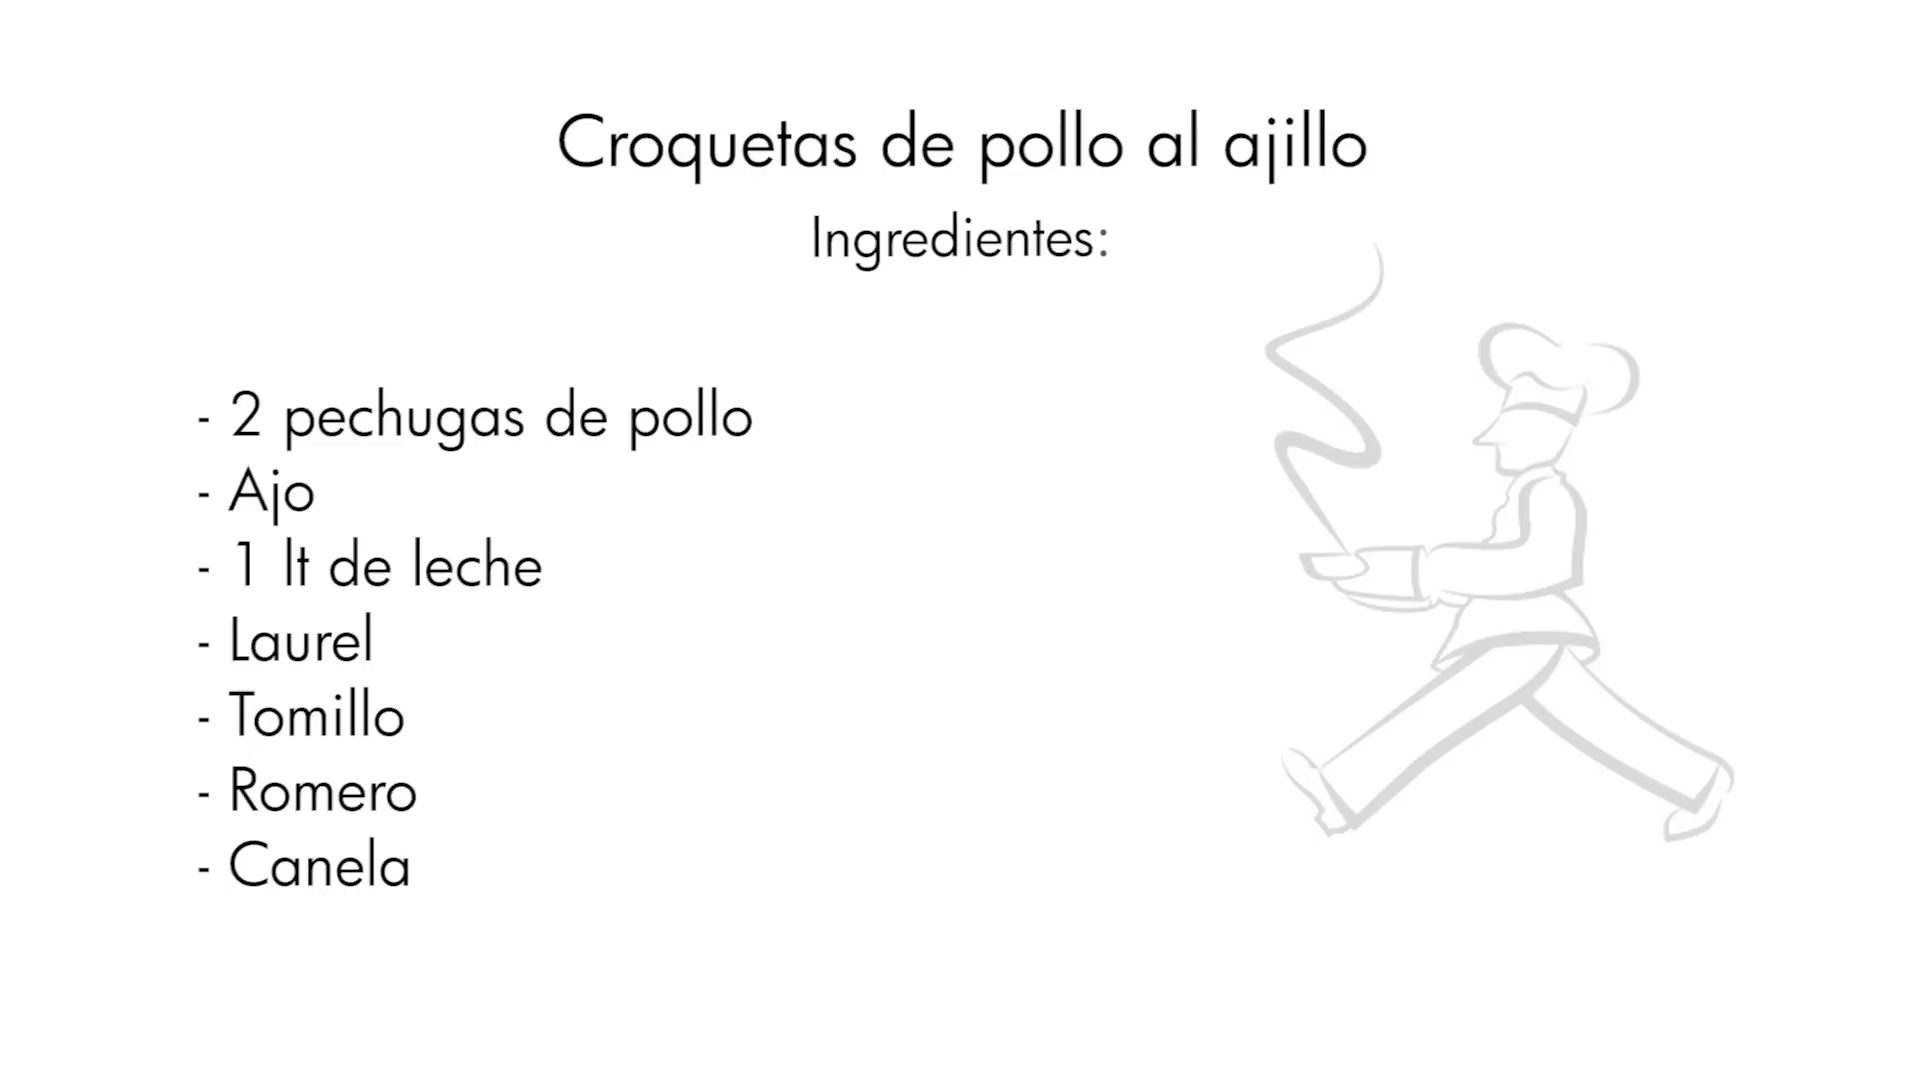 Croquetas de pollo al ajillo
Ingredientes:
- 2 pechugas de pollo
- Ajo
- 1 lt de leche
- Laurel
- Tomillo
- Romero
- Canela